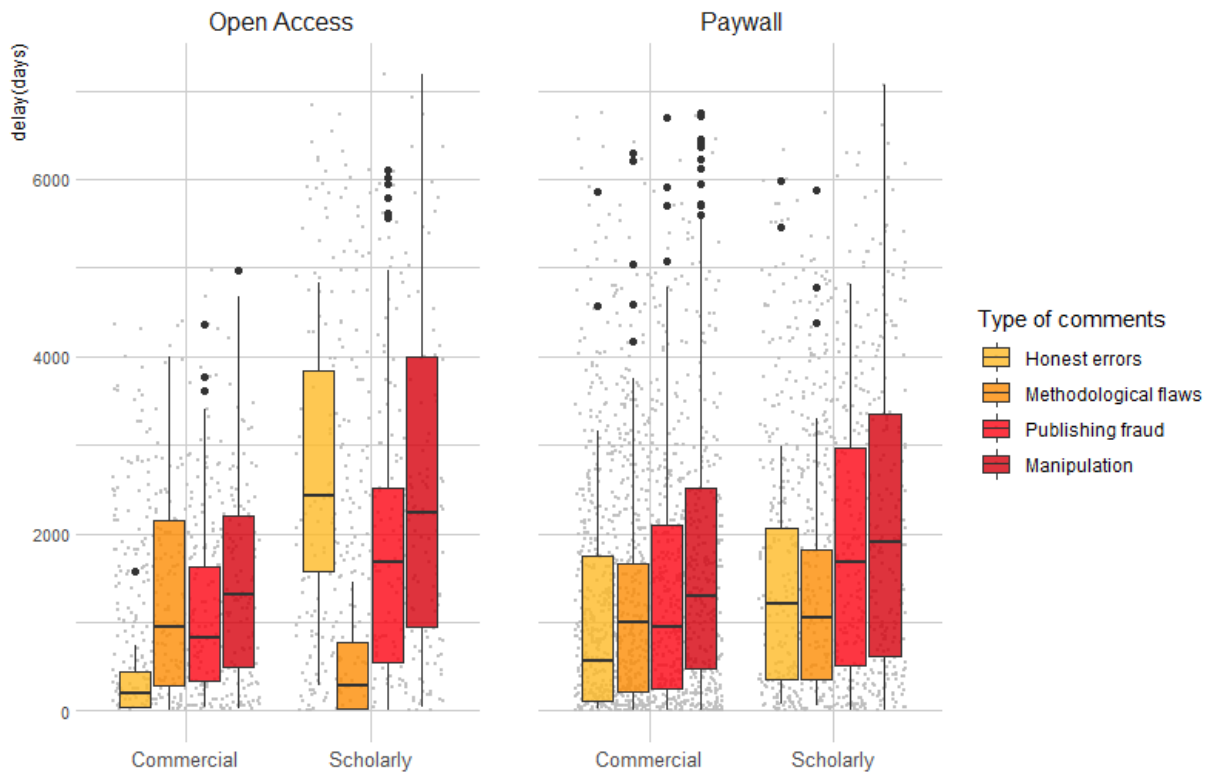 Open Access
Paywall
delay(days)
6000
4000
2000
0
Commercial
Scholarly
Commercial
Scholarly
Type of comments
Honest errors
Methodological flaws
Publishing fraud
Manipulation